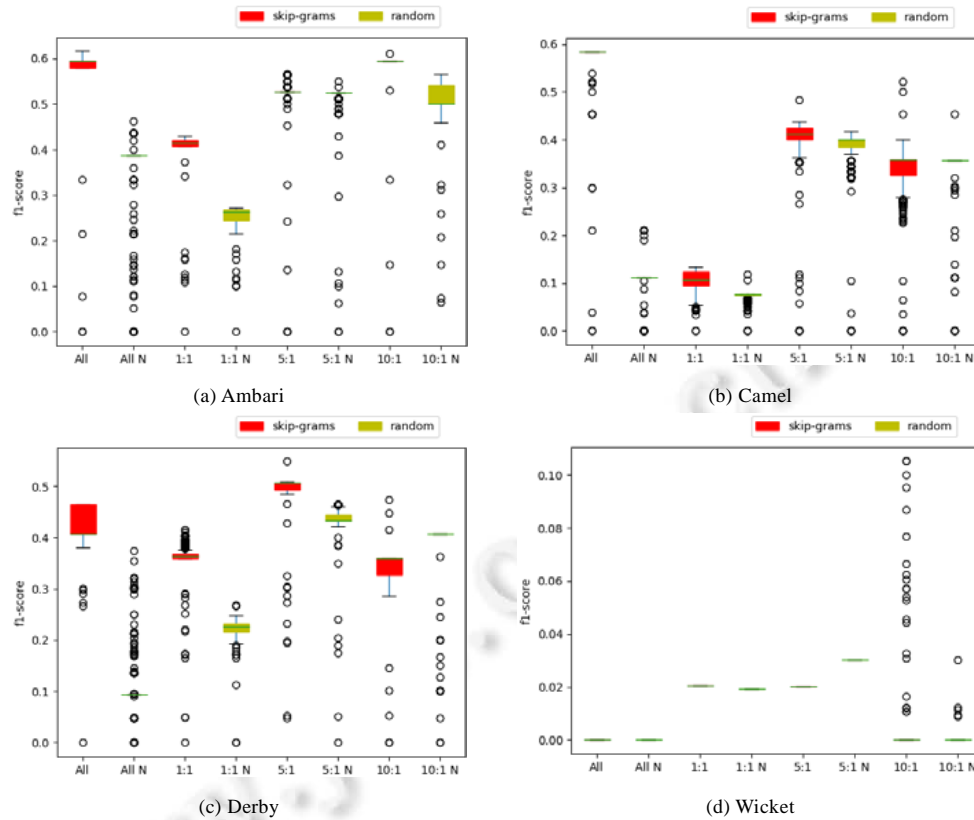 skip-grams random
f1-score
0.6
0.5
0.4
0.3
0.2
0.1
0.0
All All N 1:1 1:1 N 5:1 5:1 N 10:1 10:1 N
(a) Ambari
skip-grams random
f1-score
0.6
0.5
0.4
0.3
0.2
0.1
0.0
All All N 1:1 1:1 N 5:1 5:1 N 10:1 10:1 N
(b) Camel
skip-grams random
f1-score
0.5
0.4
0.3
0.2
0.1
0.0
All All N 1:1 1:1 N 5:1 5:1 N 10:1 10:1 N
(c) Derby
skip-grams random
f1-score
0.10
0.08
0.06
0.04
0.02
0.00
All All N 1:1 1:1 N 5:1 5:1 N 10:1 10:1 N
(d) Wicket